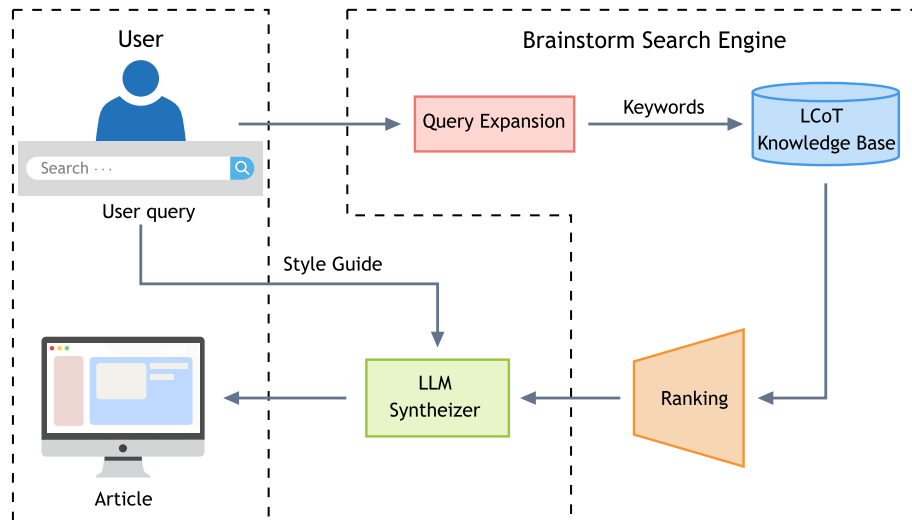 User
Brainstorm Search Engine
Search ···
User query
Query Expansion
Keywords
LCoT
Knowledge Base
Style Guide
LLM
Syntheizer
Ranking
Article